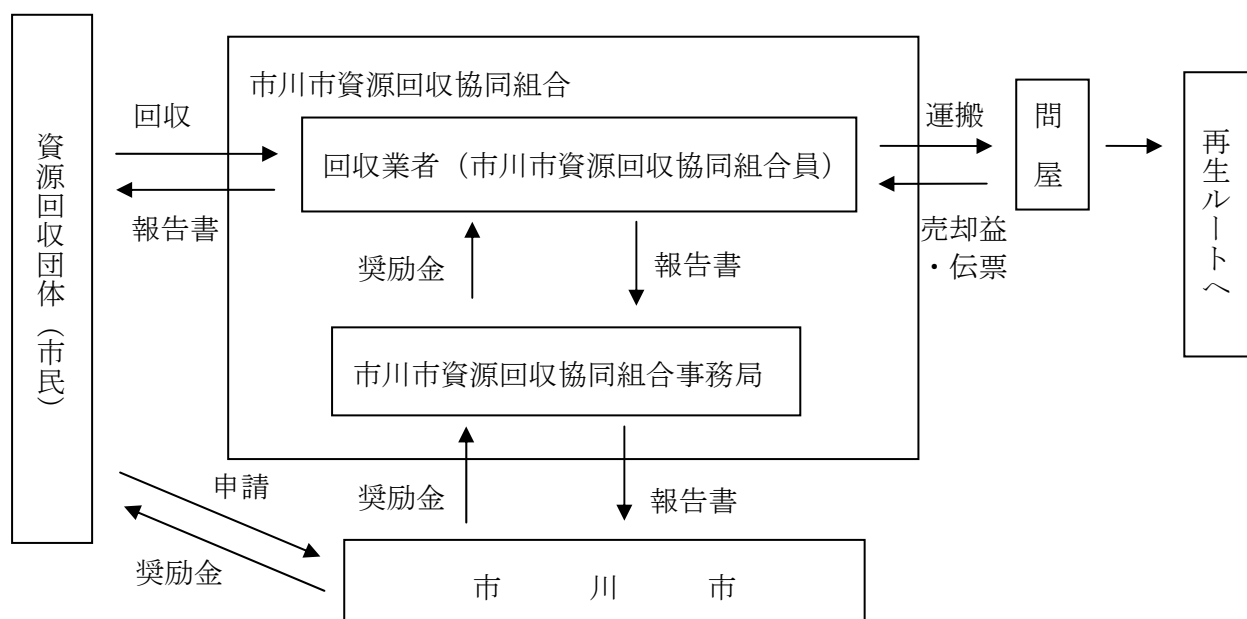 資源回収団体（市民）
回収
報告書
市川市資源回収協同組合
回収業者（市川市資源回収協同組合員）
奨励金
報告書
市川市資源回収協同組合事務局
運搬
売却益
・伝票
問屋
再生ルートへ
申請
奨励金
奨励金
報告書
市川市